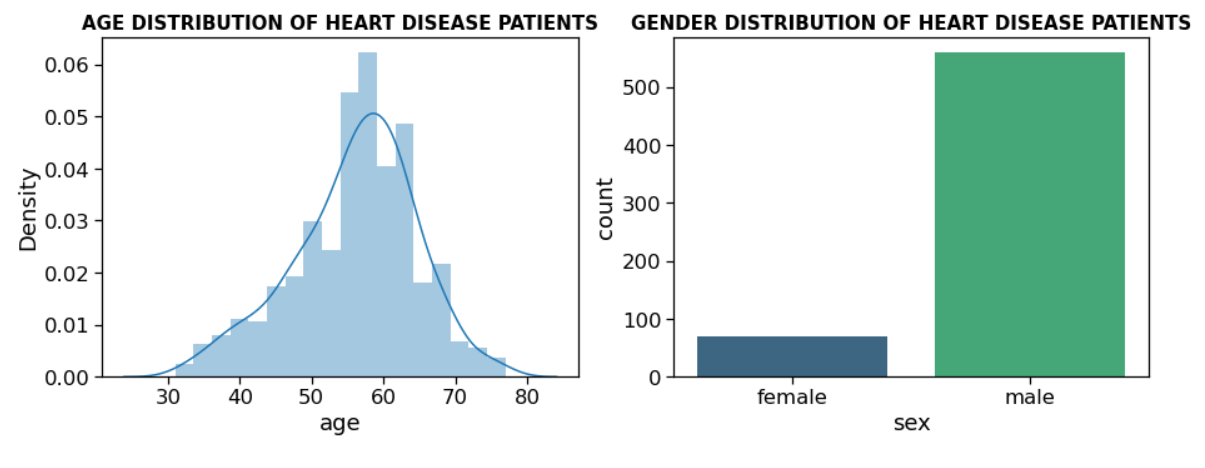 AGE DISTRIBUTION OF HEART DISEASE PATIENTS
Density
0.06
0.05
0.04
0.03
0.02
0.01
0.00
30 40 50 60 70 80
age
GENDER DISTRIBUTION OF HEART DISEASE PATIENTS
count
500
400
300
200
100
0
female male
sex